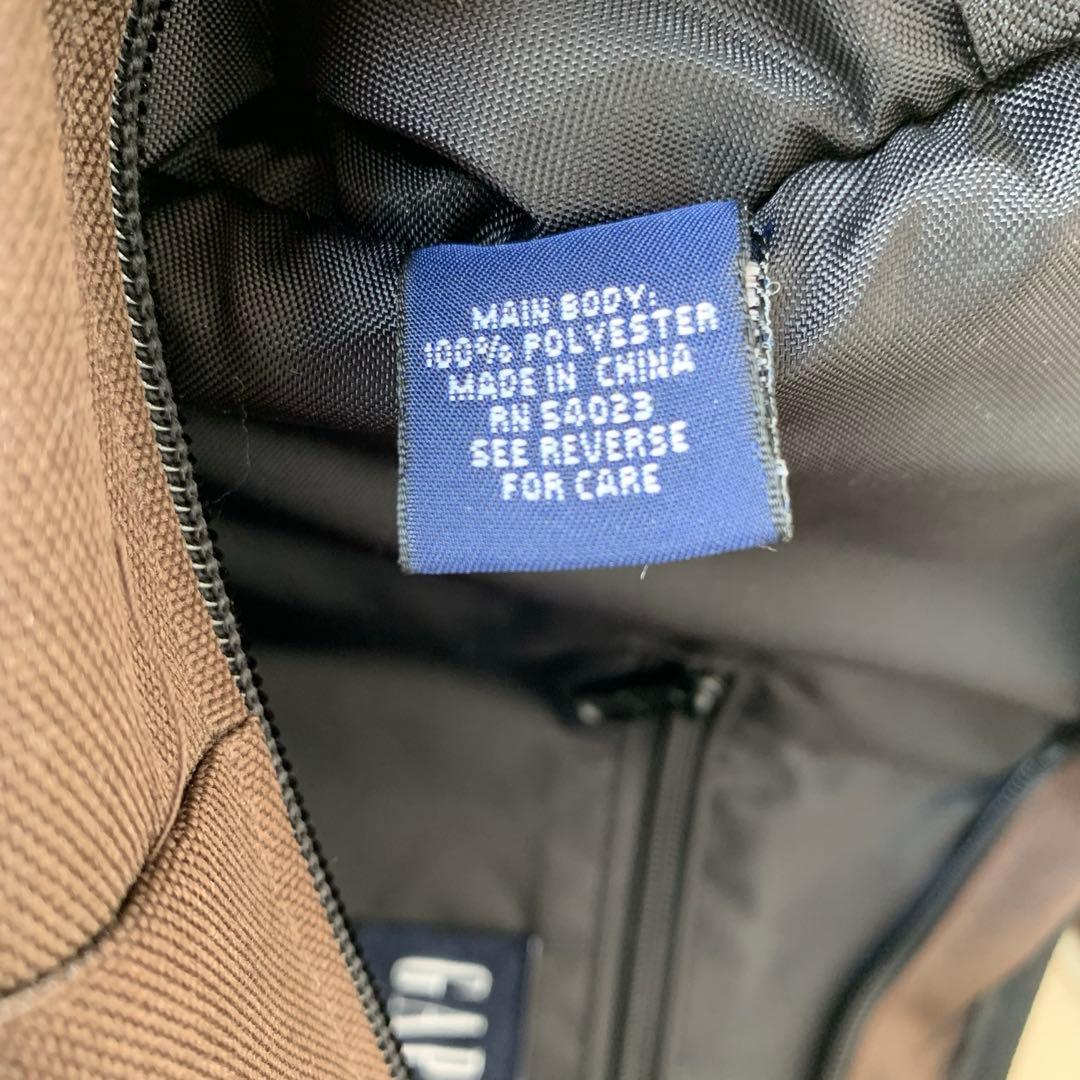 MAIN BODY:
100% POLYESTER
MADE IN CHINA
RN 54023
SEE REVERSE
FOR CARE
GAP